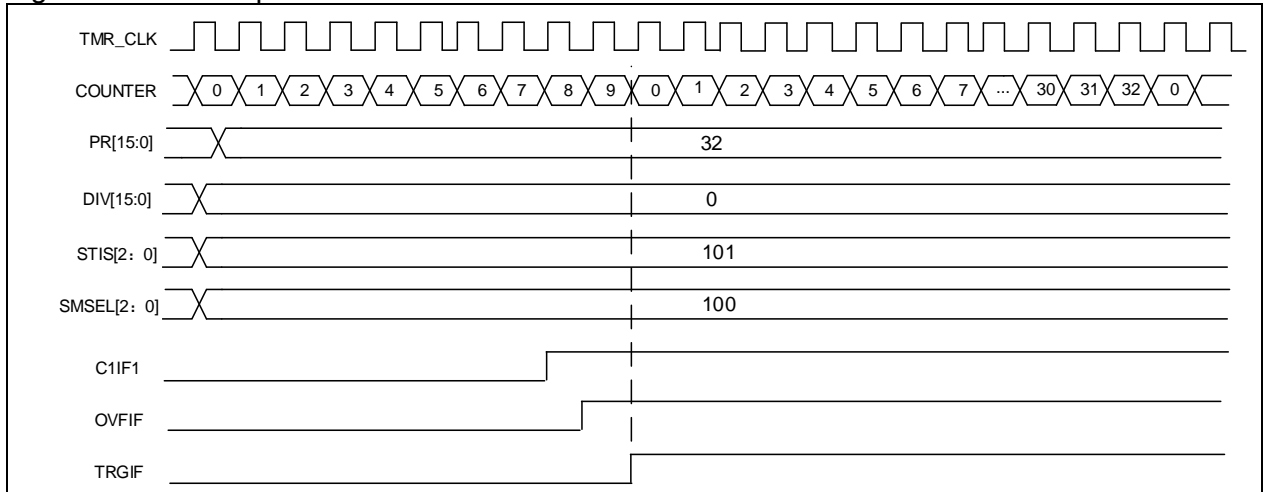 TMR_CLK
COUNTER 0 1 2 3 4 5 6 7 8 9 0 1 2 3 4 5 6 7 ... 30 31 32 0
PR[15:0] 32
DIV[15:0] 0
STIS[2：0] 101
SMSEL[2：0] 100
C1IF1
OVFIF
TRGIF